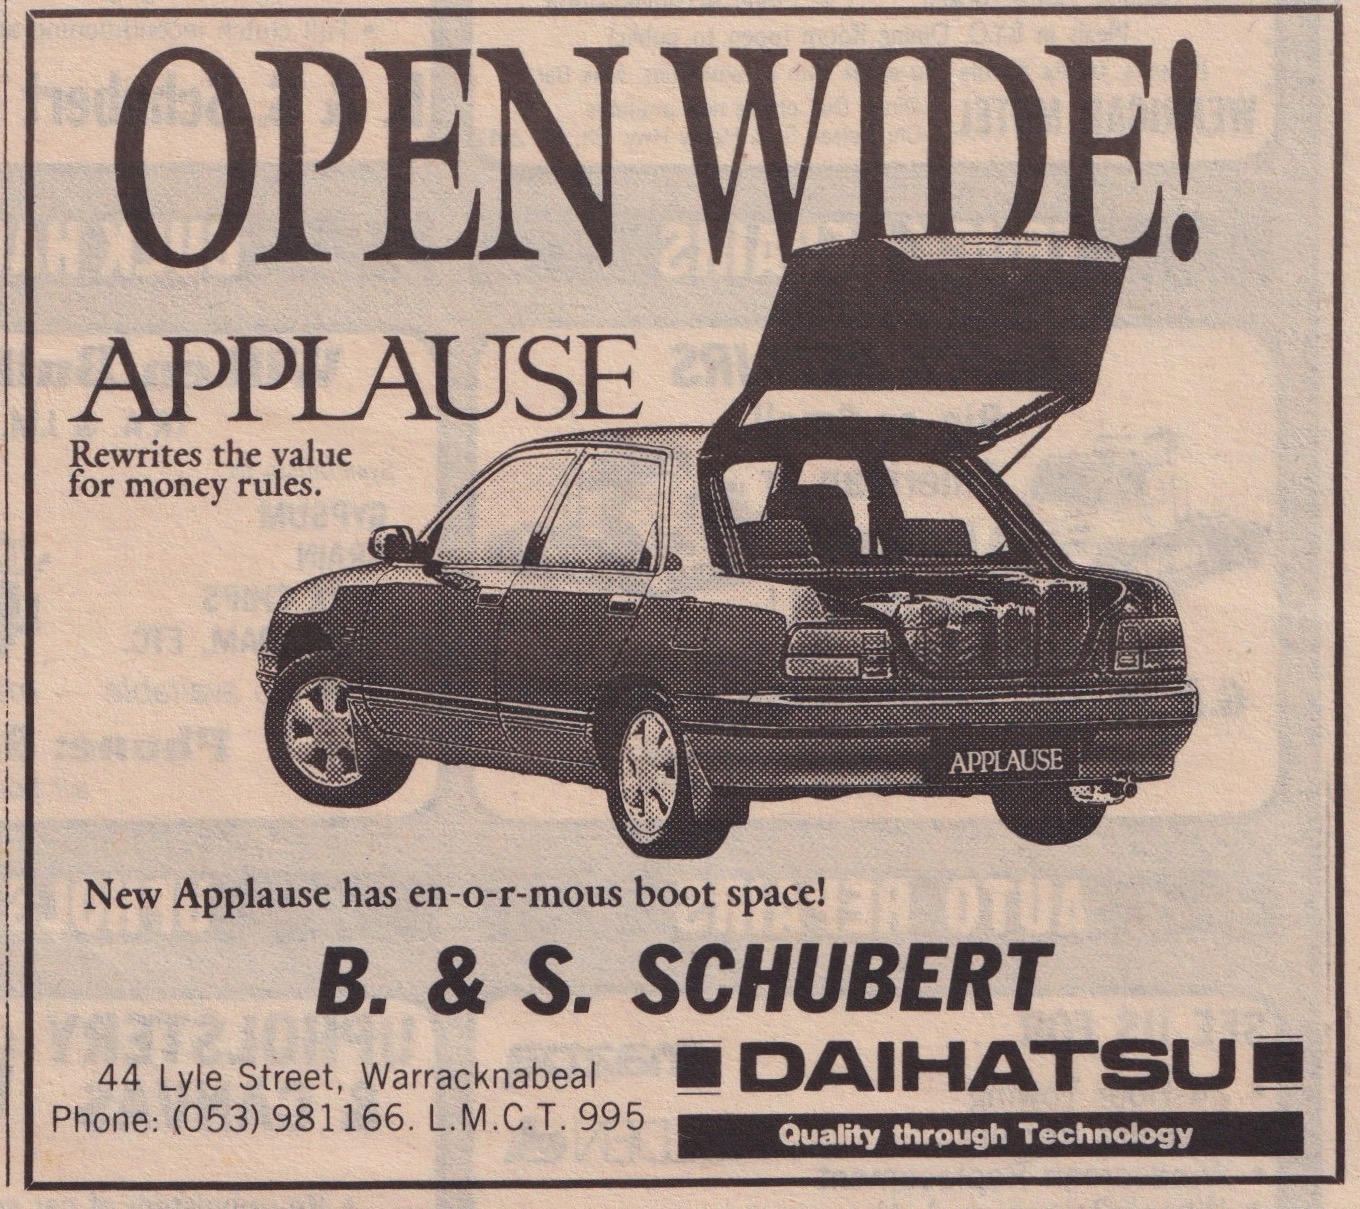 OPEN WIDE!
APPLAUSE
Rewrites the value
for money rules.
APPLAUSE
New Applause has en-o-r-mous boot space!
B. & S. SCHUBERT
44 Lyle Street, Warracknabeal
Phone: (053) 981166. L.M.C.T. 995
DAIHATSU
Quality through Technology